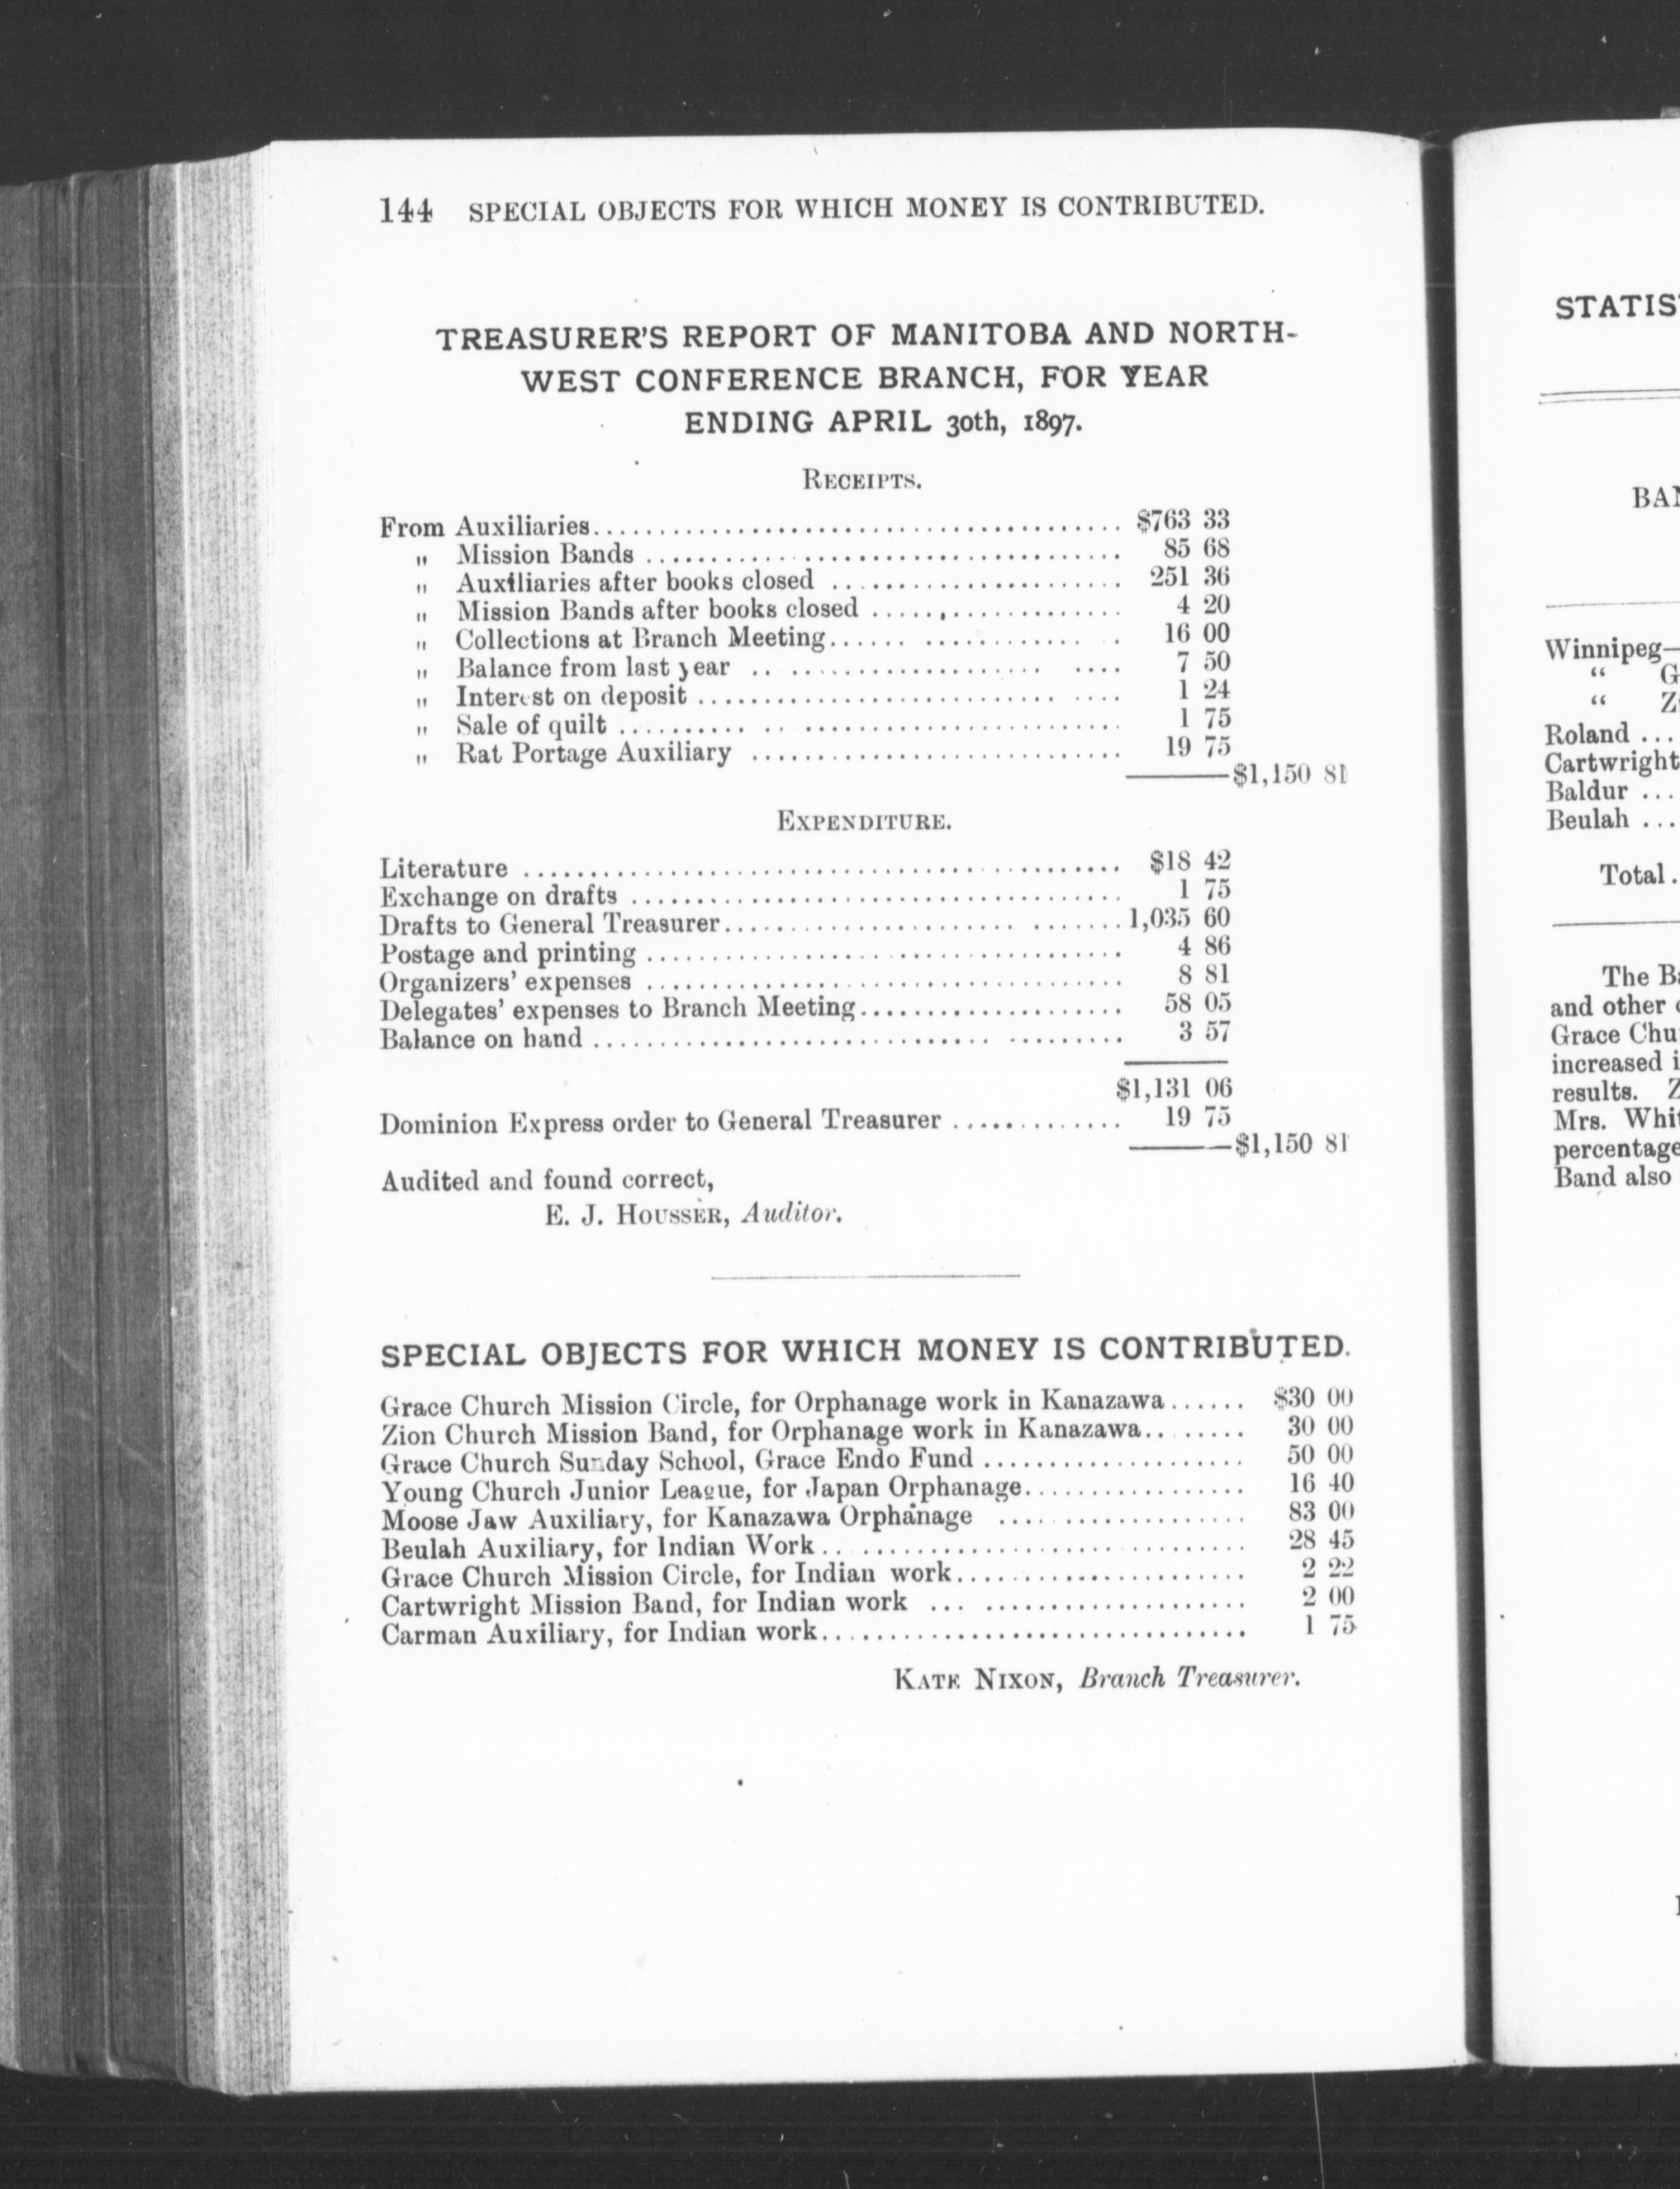 144 SPECIAL OBJECTS FOR WHICH MONEY IS CONTRIBUTED.
TREASURER'S REPORT OF MANITOBA AND NORTH-
WEST CONFERENCE BRANCH, FOR YEAR
ENDING APRIL 30th, 1897.
RECEIPTS.
From Auxiliaries........................................ $763 33
" Mission Bands .................................... 85 68
" Auxiliaries after books closed ...................... 251 36
" Mission Bands after books closed ................... 4 20
" Collections at Branch Meeting...... ............ . 16 00
" Balance from last year .. ................... .... 7 50
" Interest on deposit ................................ 1 24
" Sale of quilt .......... .. ........................ 1 75
" Rat Portage Auxiliary ............................ 19 75
$1,150 81
EXPENDITURE.
Literature .............................................. $18 42
Exchange on drafts ..................................... 1 75
Drafts to General Treasurer........................ .......1,035 60
Postage and printing .................................... 4 86
Organizers' expenses .................................... 8 81
Delegates' expenses to Branch Meeting.................... 58 05
Balance on hand .............................. ......... 3 57
$1,131 06
Dominion Express order to General Treasurer ............. 19 75
$1,150 81
Audited and found correct,
E. J. HOUSSER, Auditor.
SPECIAL OBJECTS FOR WHICH MONEY IS CONTRIBUTED.
Grace Church Mission Circle, for Orphanage work in Kanazawa...... $30 00
Zion Church Mission Band, for Orphanage work in Kanazawa........ 30 00
Grace Church Sunday School, Grace Endo Fund .................... 50 00
Young Church Junior League, for Japan Orphanage................. 16 40
Moose Jaw Auxiliary, for Kanazawa Orphanage ................... 83 00
Beulah Auxiliary, for Indian Work.. ............................. 28 45
Grace Church Mission Circle, for Indian work...................... 2 22
Cartwright Mission Band, for Indian work ... .................... 2 00
Carman Auxiliary, for Indian work................................ 1 75
KATE NIXON, Branch Treasurer.
Winnipeg—
"
"
Roland ...
Cartwright
Baldur ...
Beulah ...
Total.
The
and other
Grace
increased
results.
Mrs.
percentage
Band also